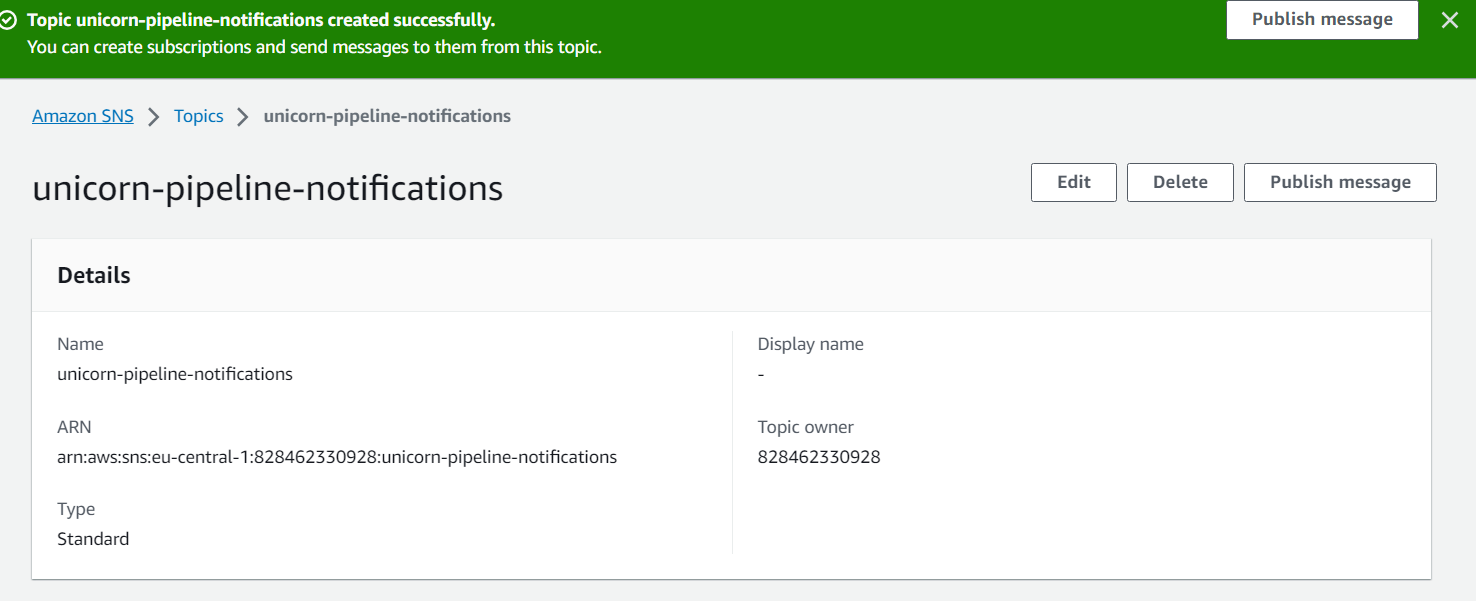 Topic unicorn-pipeline-notifications created successfully.
You can create subscriptions and send messages to them from this topic.
Publish message
Amazon SNS
Topics
unicorn-pipeline-notifications
unicorn-pipeline-notifications
Edit
Delete
Publish message
Details
Name
unicorn-pipeline-notifications
ARN
arn:aws:sns:eu-central-1:828462330928:unicorn-pipeline-notifications
Type
Standard
Display name
-
Topic owner
828462330928